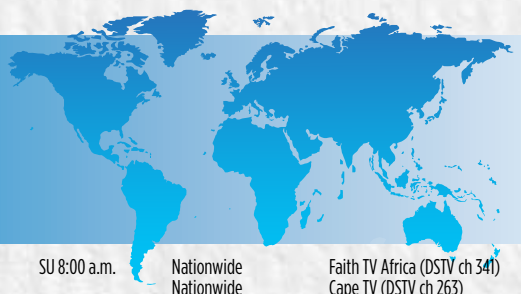 SU 8:00 a.m. Nationwide Faith TV Africa (DSTV ch 341)
Nationwide Cape TV (DSTV ch 263)